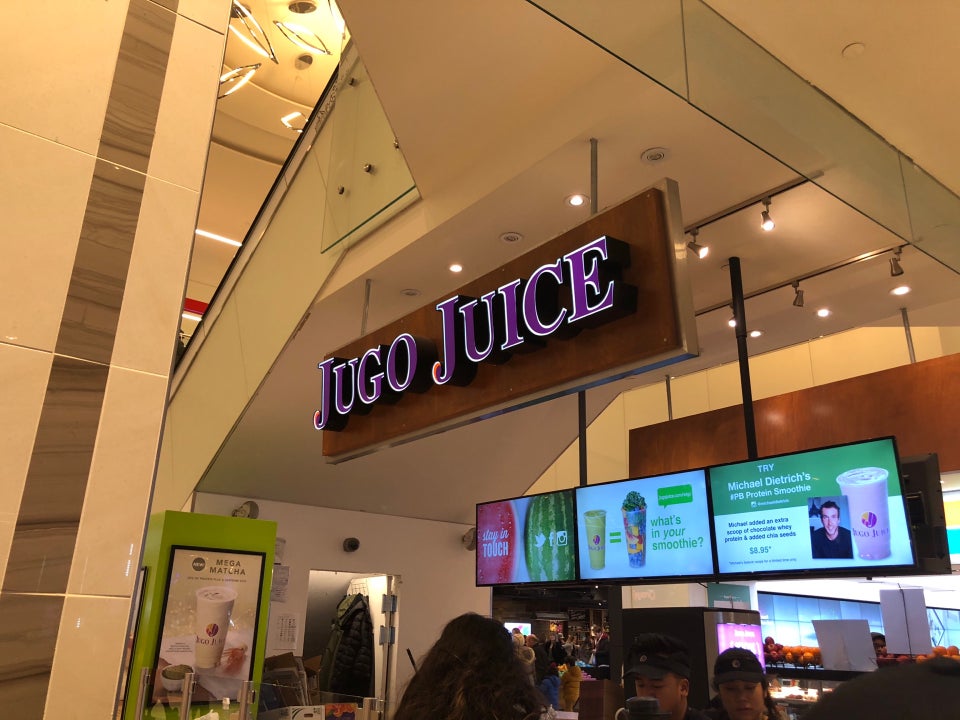 JUGO JUICE
stay in
TOUCH
what's
in your
smoothie?
TRY
Michael Dietrich's
#PB Protein Smoothie
Michael added an extra
scoop of chocolate whey
protein & added chia seeds
$8.95*
JUGO JUICE
NEW
MEGA
MATCHA
JUGO JUICE